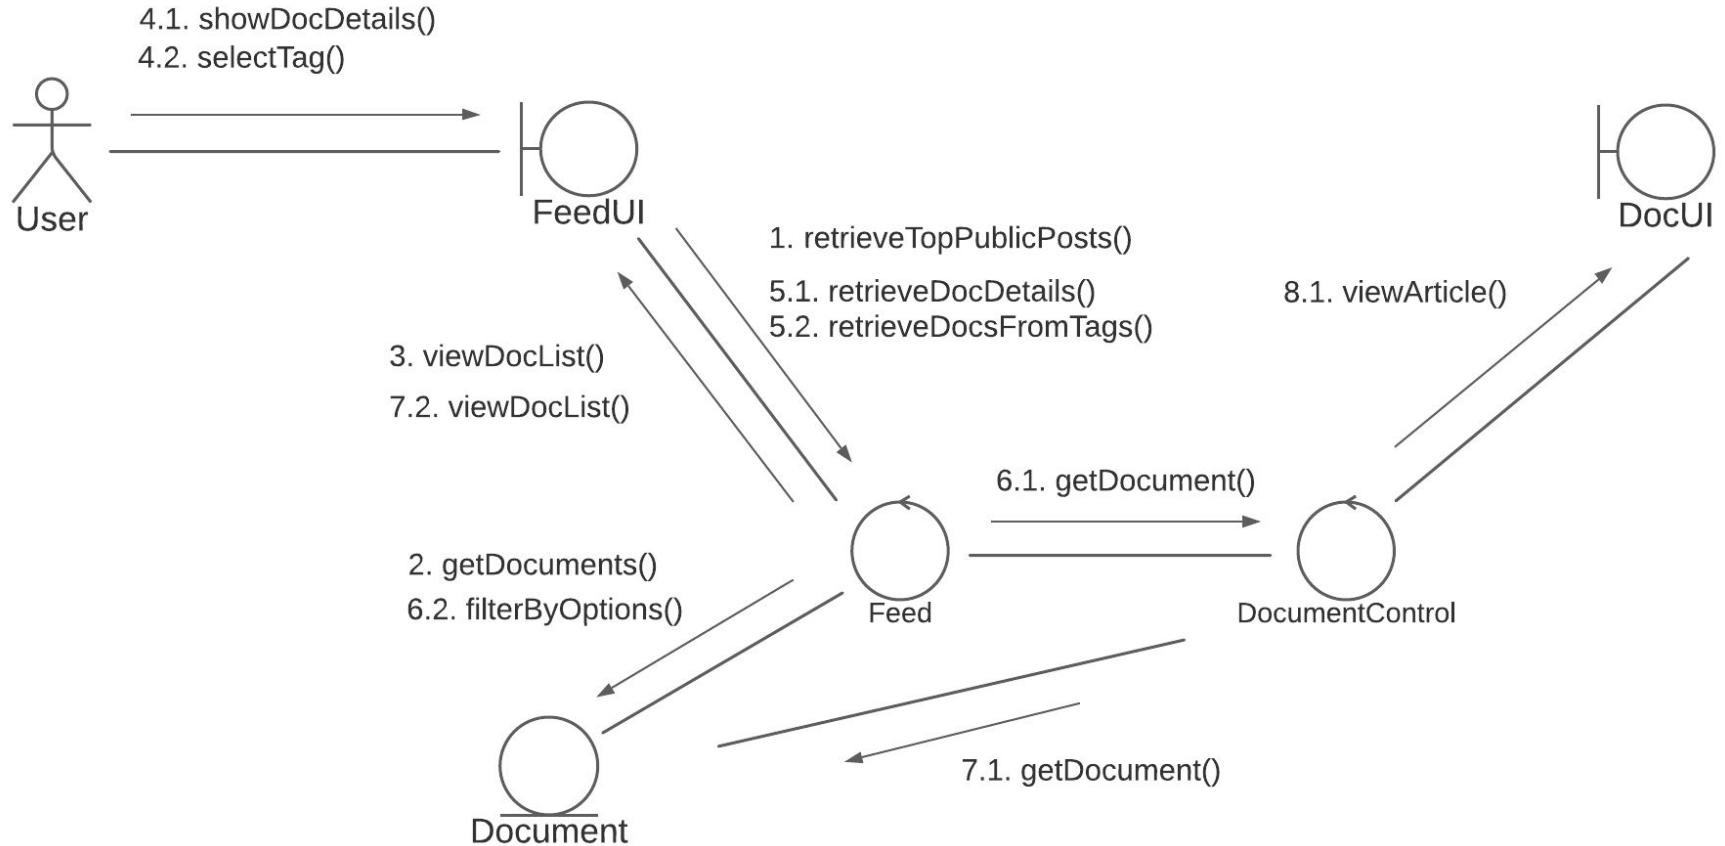 4.1. showDocDetails()
4.2. selectTag()
User
FeedUI
DocUI
1. retrieveTopPublicPosts()
5.1. retrieveDocDetails()
5.2. retrieveDocsFromTags()
8.1. viewArticle()
3. viewDocList()
7.2. viewDocList()
6.1. getDocument()
2. getDocuments()
6.2. filterByOptions()
Feed
DocumentControl
7.1. getDocument()
Document